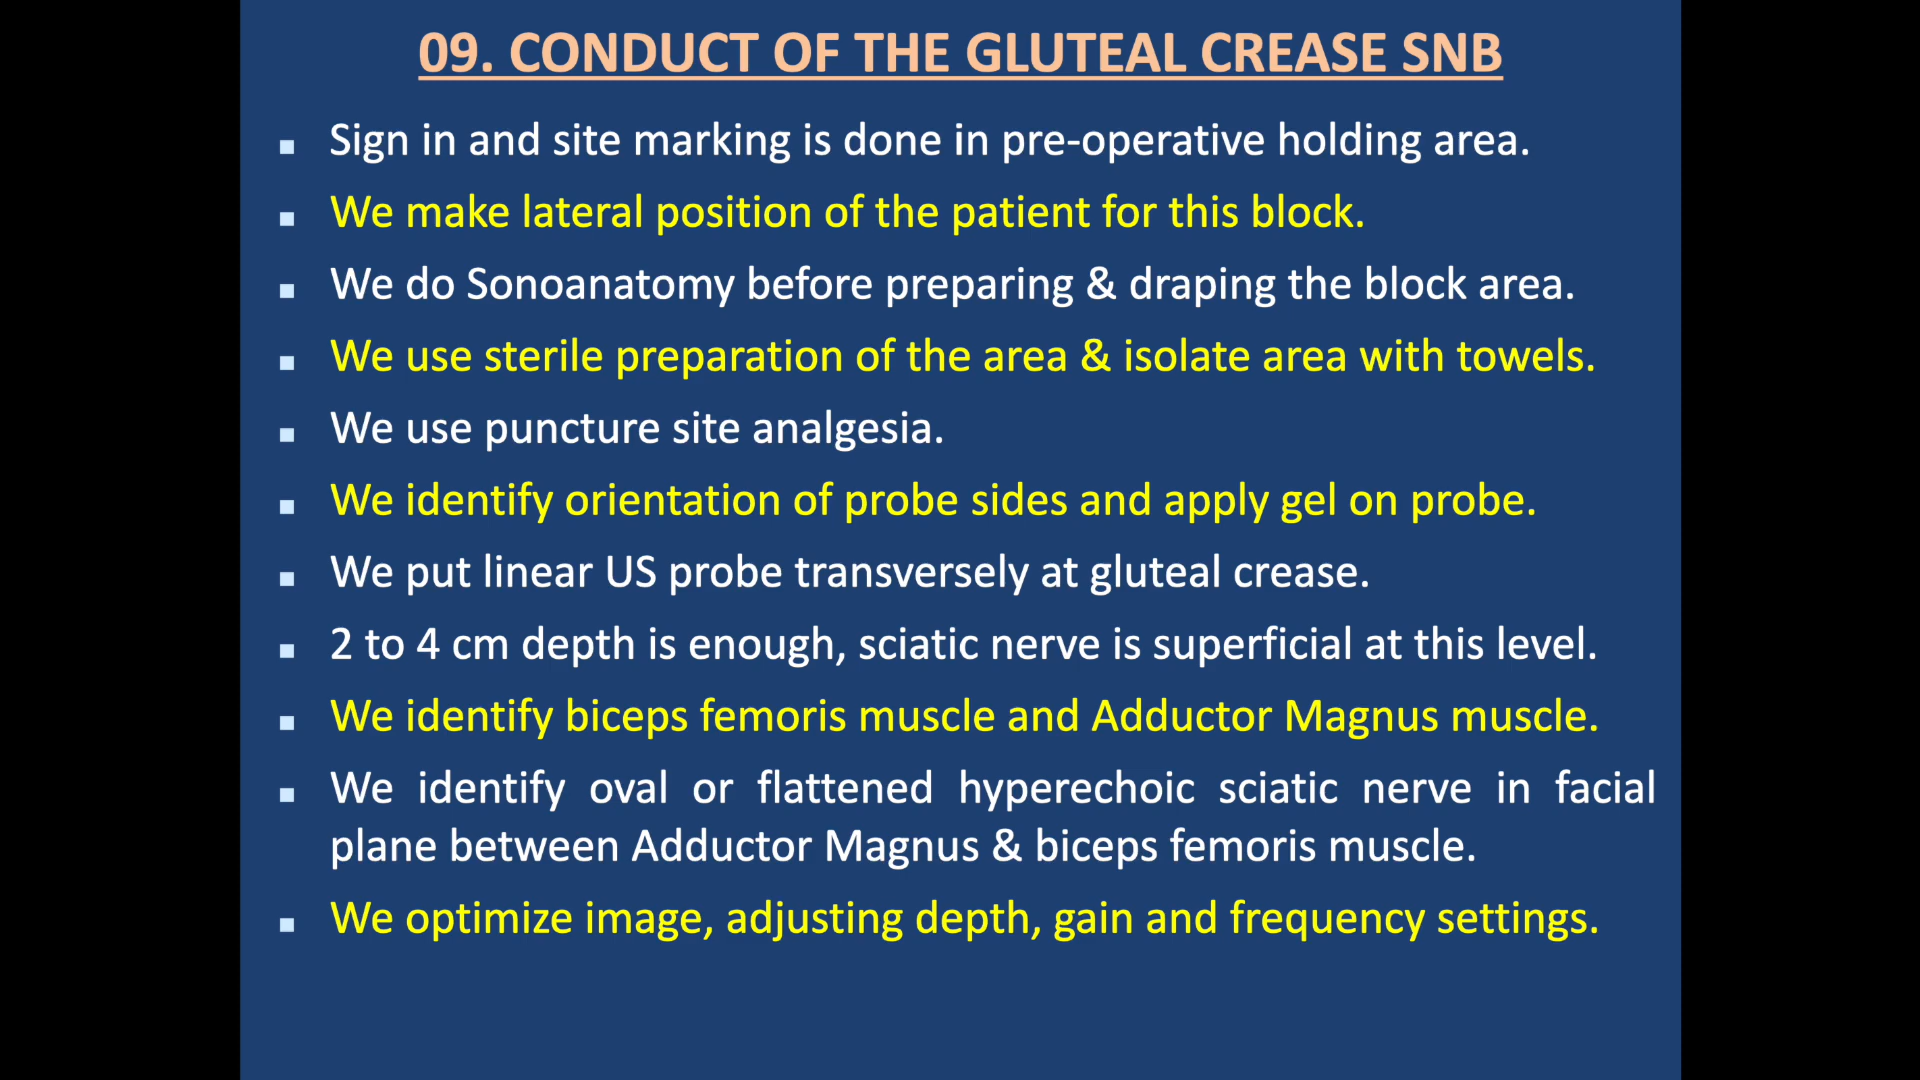 09. CONDUCT OF THE GLUTEAL CREASE SNB
Sign in and site marking is done in pre-operative holding area.
We make lateral position of the patient for this block.
We do Sonoanatomy before preparing & draping the block area.
We use sterile preparation of the area & isolate area with towels.
We use puncture site analgesia.
We identify orientation of probe sides and apply gel on probe.
We put linear US probe transversely at gluteal crease.
2 to 4 cm depth is enough, sciatic nerve is superficial at this level.
We identify biceps femoris muscle and Adductor Magnus muscle.
We identify oval or flattened hyperechoic sciatic nerve in facial
plane between Adductor Magnus & biceps femoris muscle.
We optimize image, adjusting depth, gain and frequency settings.